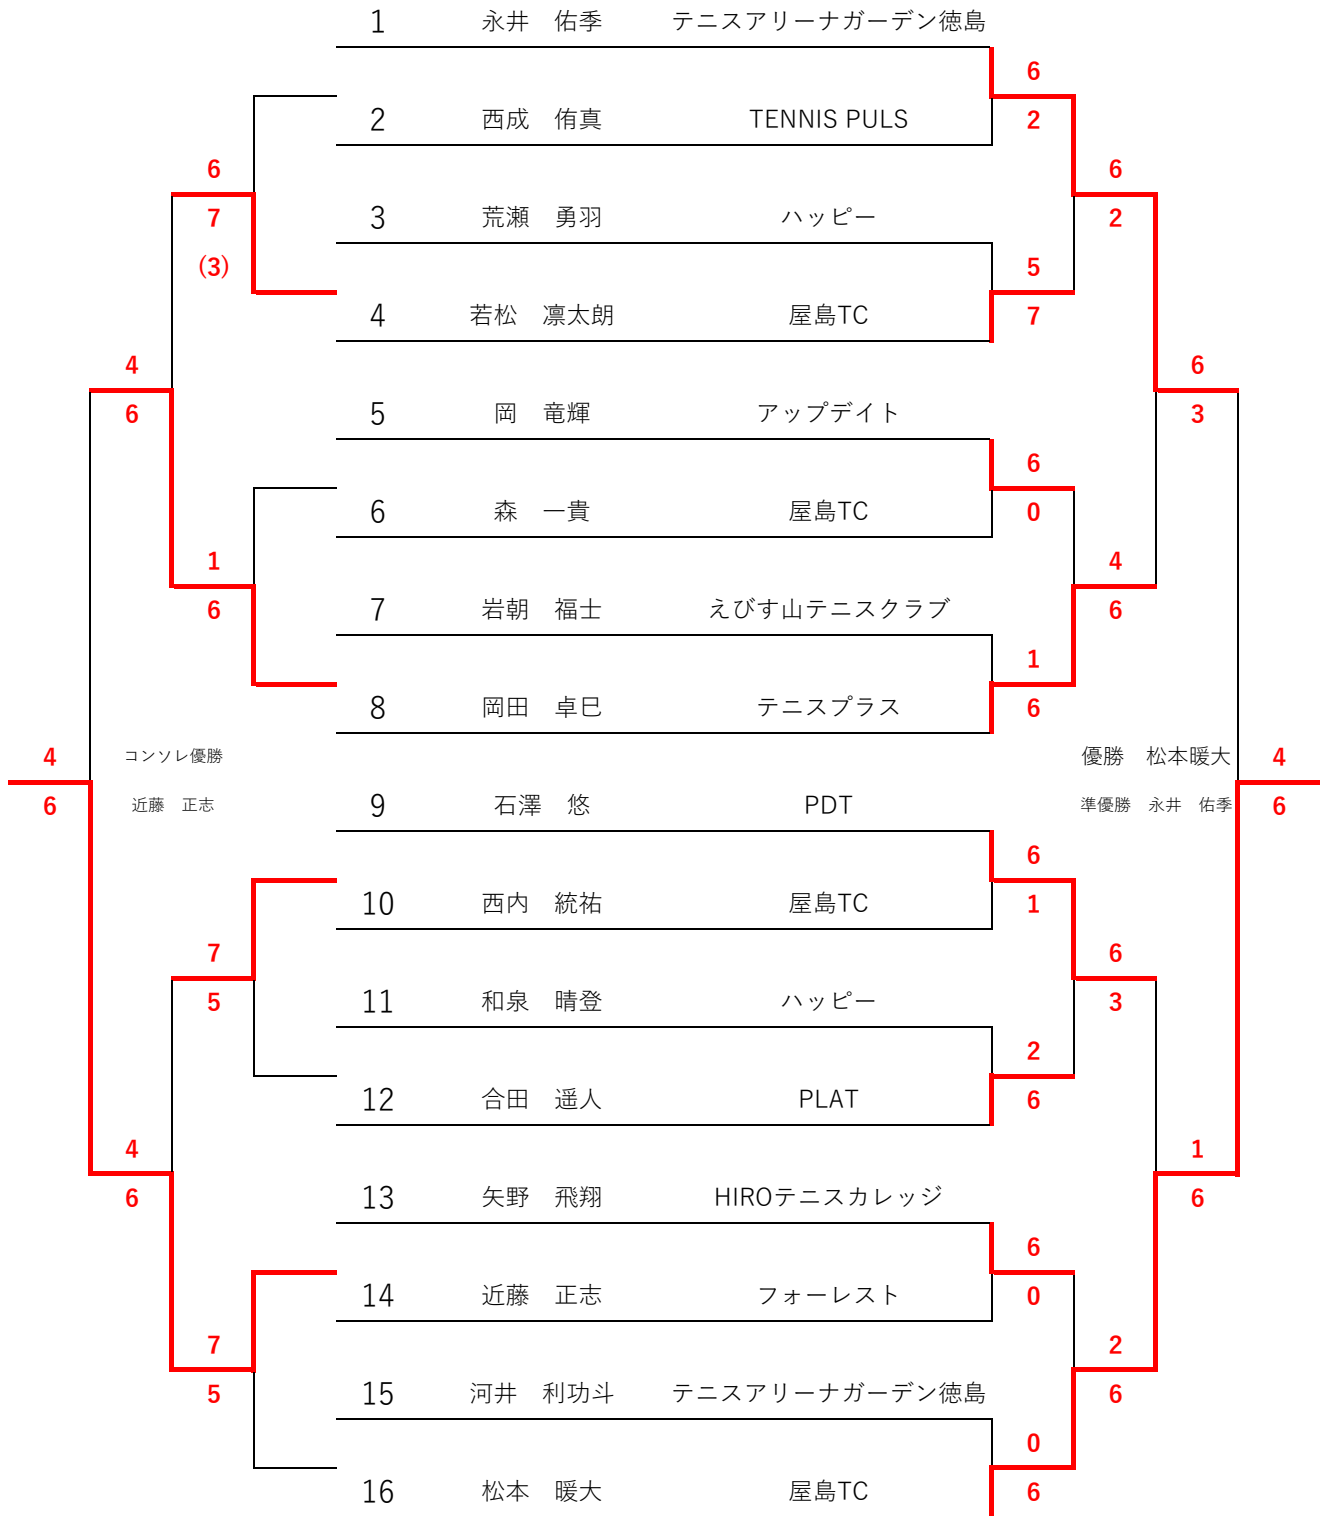 1 永井　佑季 テニスアリーナガーデン徳島
6
2 西成　侑真 TENNIS PULS 2
6 6
7 3 荒瀬　勇羽 ハッピー 2
(3) 5
4 若松　凛太朗 屋島TC 7
4 6
6 5 岡　竜輝 アップデイト 3
6
6 森　一貴 屋島TC 0
1 4
6 7 岩朝　福士 えびす山テニスクラブ 6
1
8 岡田　卓巳 テニスプラス 6
4 コンソレ優勝 優勝　松本暖大 4
6 近藤　正志 9 石澤　悠 PDT 準優勝　永井　佑季 6
6
10 西内　統祐 屋島TC 1
7 6
5 11 和泉　晴登 ハッピー 3
2
12 合田　遥人 PLAT 6
4 1
6 13 矢野　飛翔 HIROテニスカレッジ 6
6
14 近藤　正志 フォーレスト 0
7 2
5 15 河井　利功斗 テニスアリーナガーデン徳島 6
0
16 松本　暖大 屋島TC 6